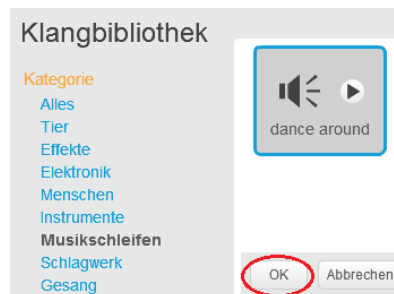 Klangbibliothek
Kategorie
Alles
Tier
Effekte
Elektronik
Menschen
Instrumente
Musikschleifen
Schlagwerk
Gesang
dance around
OK
Abbrechen